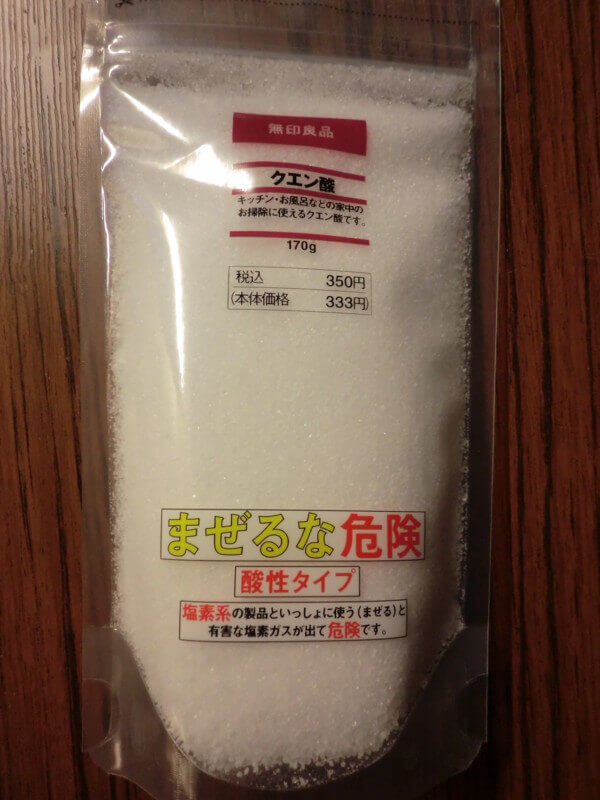 無印良品
クエン酸
キッチン・お風呂などの家中の
お掃除に使えるクエン酸です。
170g
税込 350円
(本体価格 333円)
まぜるな危険
酸性タイプ
塩素系の製品といっしょに使う(まぜる)と
有害な塩素ガスが出て危険です。